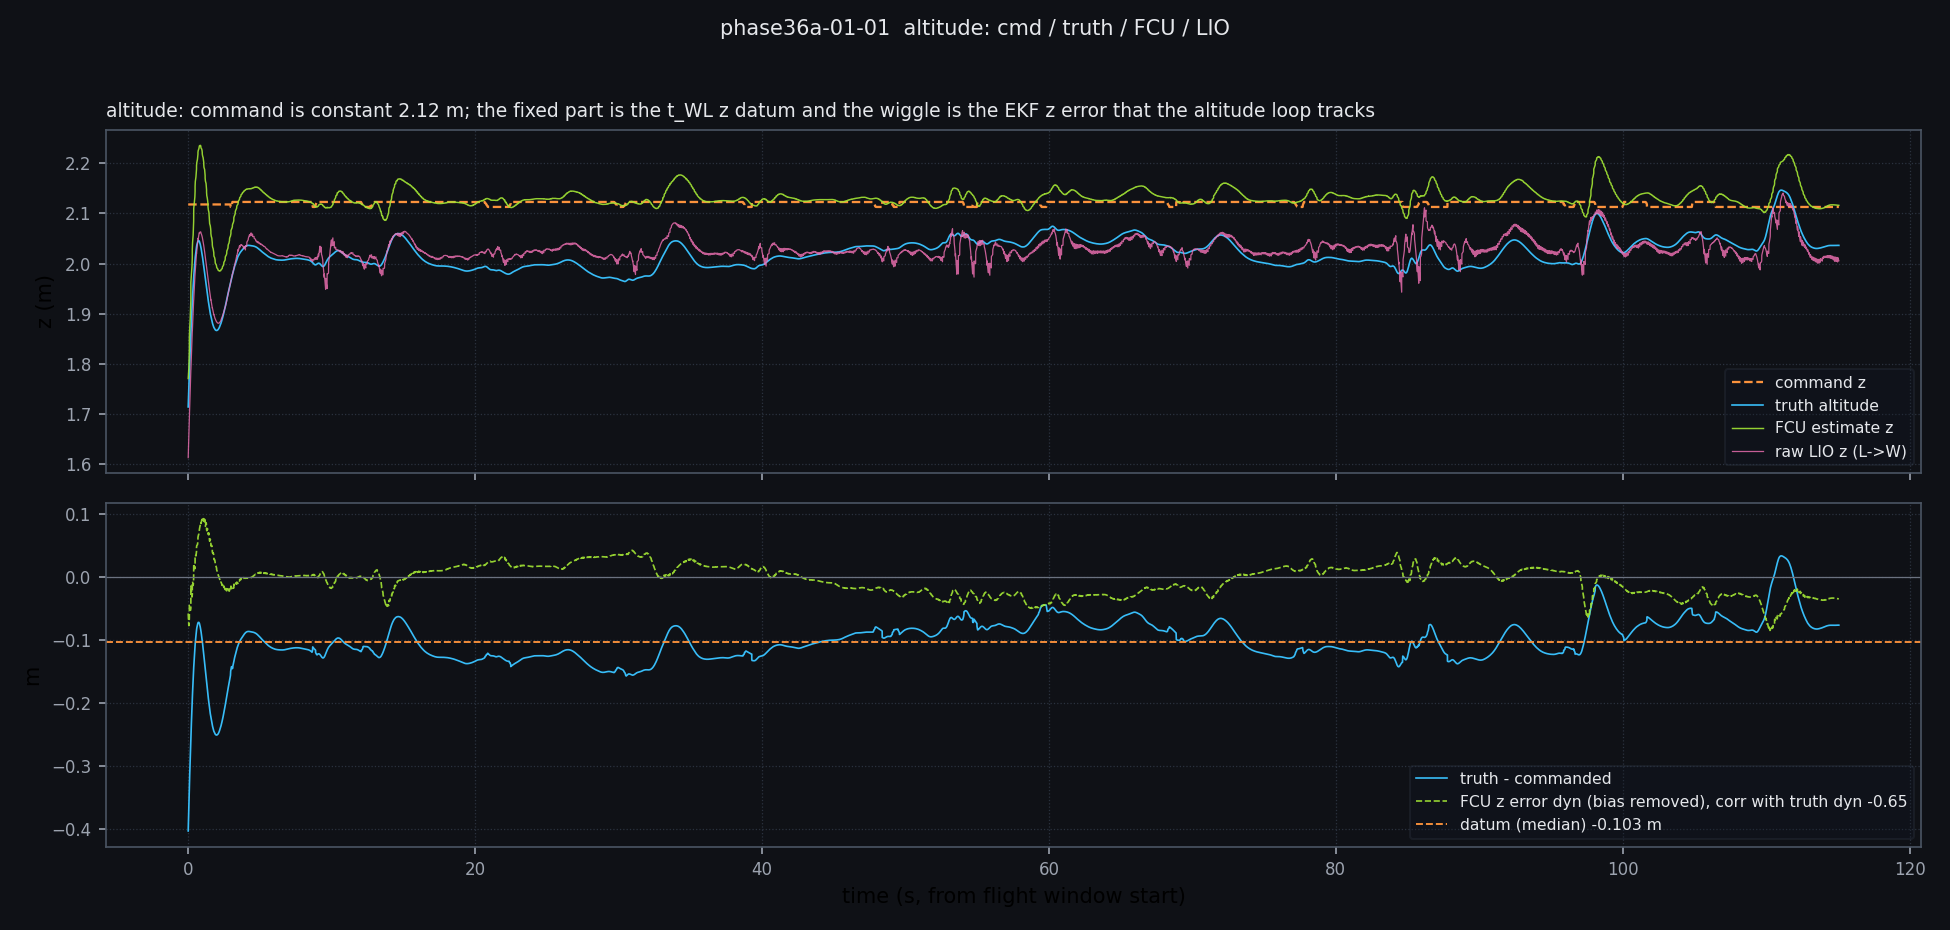 phase36a-01-01  altitude: cmd / truth / FCU / LIO
altitude: command is constant 2.12 m; the fixed part is the t_WL z datum and the wiggle is the EKF z error that the altitude loop tracks
z (m)
2.2
2.1
2.0
1.9
1.8
1.7
1.6
command z
truth altitude
FCU estimate z
raw LIO z (L->W)
m
0.1
0.0
−0.1
−0.2
−0.3
−0.4
truth - commanded
FCU z error dyn (bias removed), corr with truth dyn -0.65
datum (median) -0.103 m
0
20
40
60
80
100
120
time (s, from flight window start)